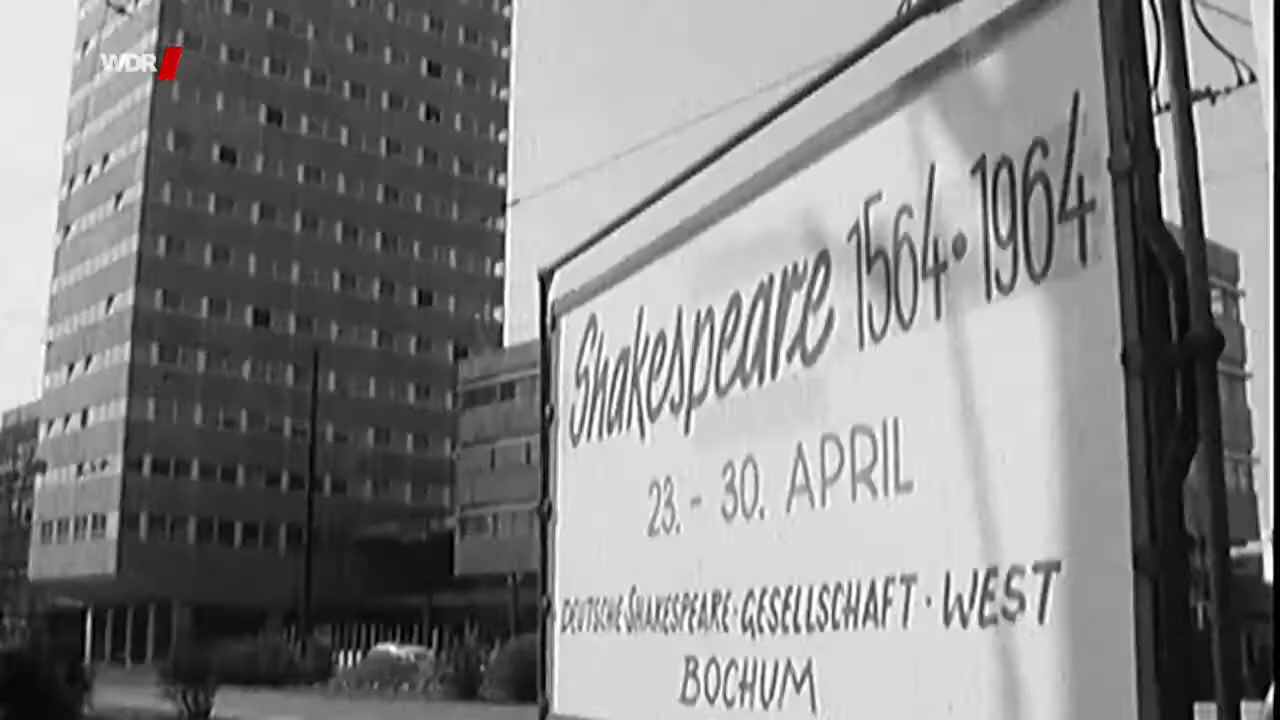 WDR
Shakespeare 1564 • 1964
23. - 30. APRIL
DEUTSCHE • SHAKESPEARE • GESELLSCHAFT • WEST
BOCHUM